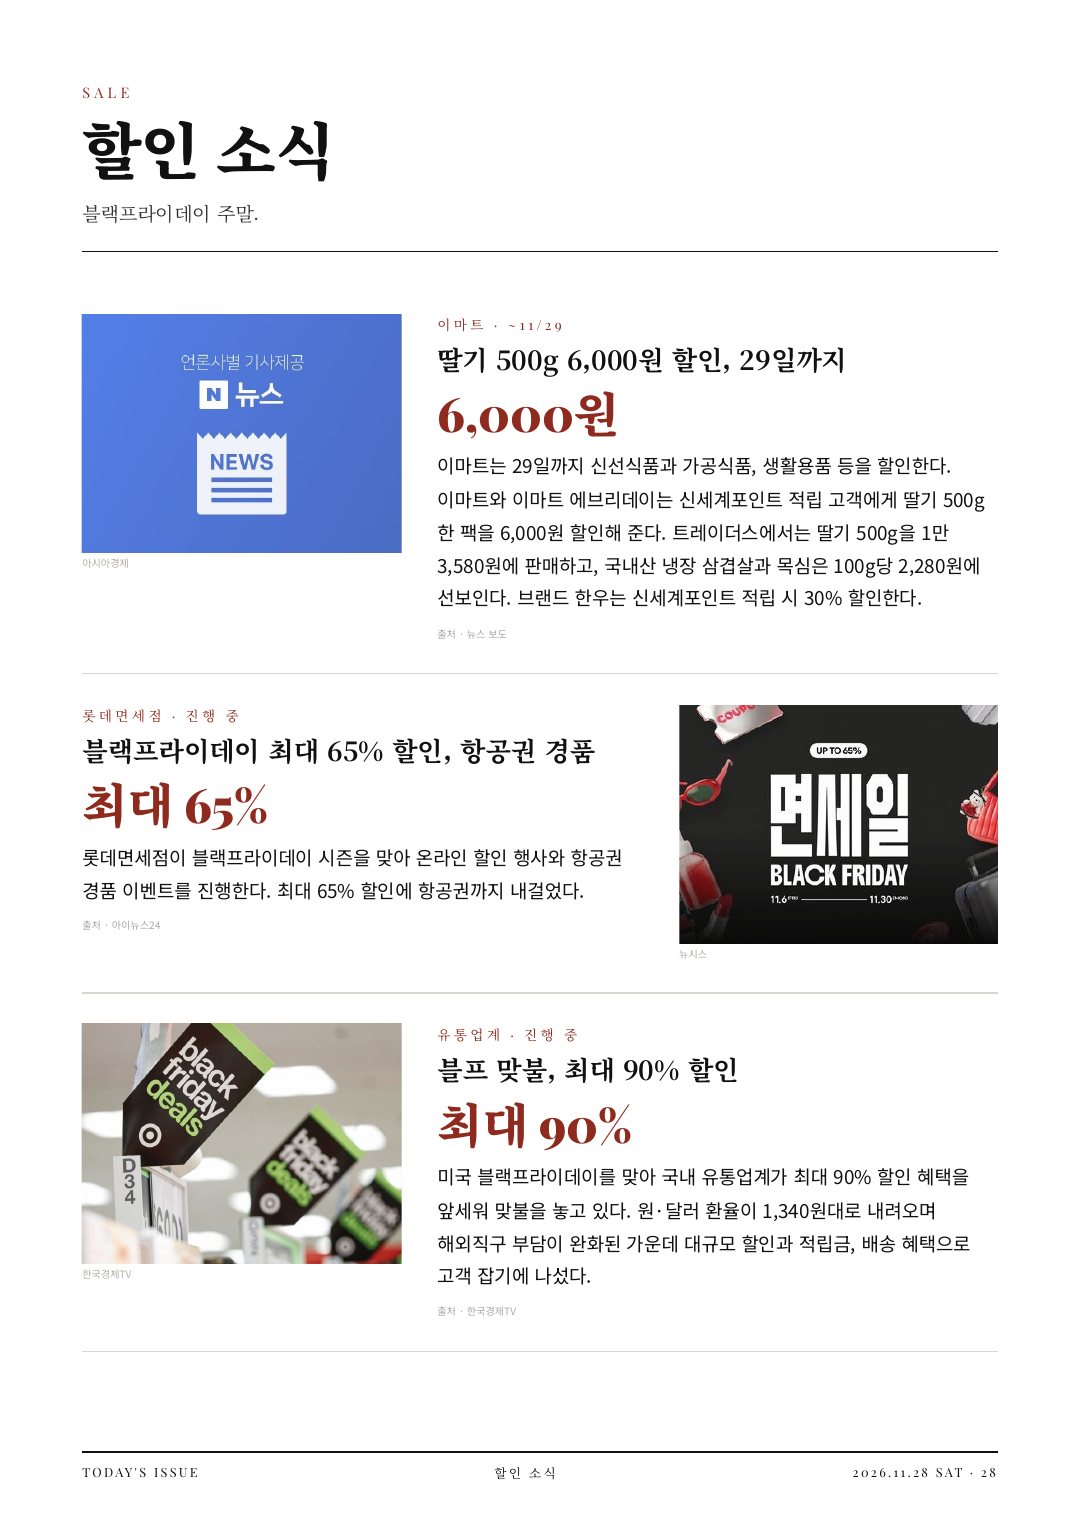 SALE
할인 소식
블랙프라이데이 주말.
언론사별 기사제공
N 뉴스
NEWS
아시아경제
이마트 · ~11/29
딸기 500g 6,000원 할인, 29일까지
6,000원
이마트는 29일까지 신선식품과 가공식품, 생활용품 등을 할인한다.
이마트와 이마트 에브리데이는 신세계포인트 적립 고객에게 딸기 500g
한 팩을 6,000원 할인해 준다. 트레이더스에서는 딸기 500g을 1만
3,580원에 판매하고, 국내산 냉장 삼겹살과 목심은 100g당 2,280원에
선보인다. 브랜드 한우는 신세계포인트 적립 시 30% 할인한다.
출처 · 뉴스 보도
롯데면세점 · 진행 중
블랙프라이데이 최대 65% 할인, 항공권 경품
최대 65%
롯데면세점이 블랙프라이데이 시즌을 맞아 온라인 할인 행사와 항공권
경품 이벤트를 진행한다. 최대 65% 할인에 항공권까지 내걸었다.
출처 · 아이뉴스24
COUPO
UP TO 65%
면세일
BLACK FRIDAY
11.6(FRI) 11.30(MON)
뉴시스
black
friday
deals
D
3
4
black
friday
deals
한국경제TV
유통업계 · 진행 중
블프 맞불, 최대 90% 할인
최대 90%
미국 블랙프라이데이를 맞아 국내 유통업계가 최대 90% 할인 혜택을
앞세워 맞불을 놓고 있다. 원·달러 환율이 1,340원대로 내려오며
해외직구 부담이 완화된 가운데 대규모 할인과 적립금, 배송 혜택으로
고객 잡기에 나섰다.
출처 · 한국경제TV
TODAY'S ISSUE
할인 소식
2026.11.28 SAT · 28